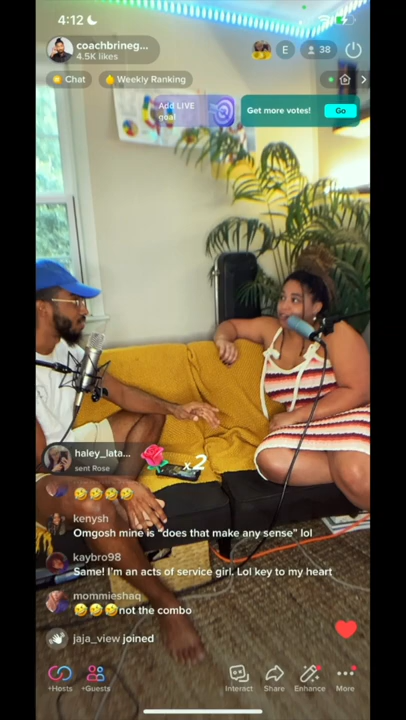 4:12
coachbrineg...
4.5K likes
E
38
Chat
Weekly Ranking
Add LIVE
goal
Get more votes!
Go
haley_lata...
sent Rose
x2
kenysh
Omgosh mine is “does that make any sense” lol
kaybro98
Same! I’m an acts of service girl. Lol key to my heart
mommieshaq
🤣🤣🤣not the combo
jaja_view joined
+Hosts
+Guests
Interact
Share
Enhance
More